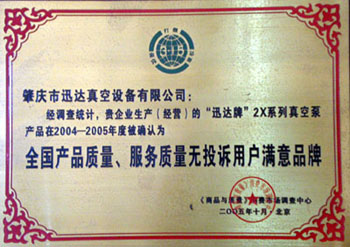 肇庆市迅达真空设备有限公司：
经调查统计，贵企业生产（经营）的“迅达牌”2X系列真空泵
产品在2004—2005年度被确认为
全国产品质量、服务质量无投诉用户满意品牌
《商品与质量》消费市场调查中心
二〇〇五年十月·北京